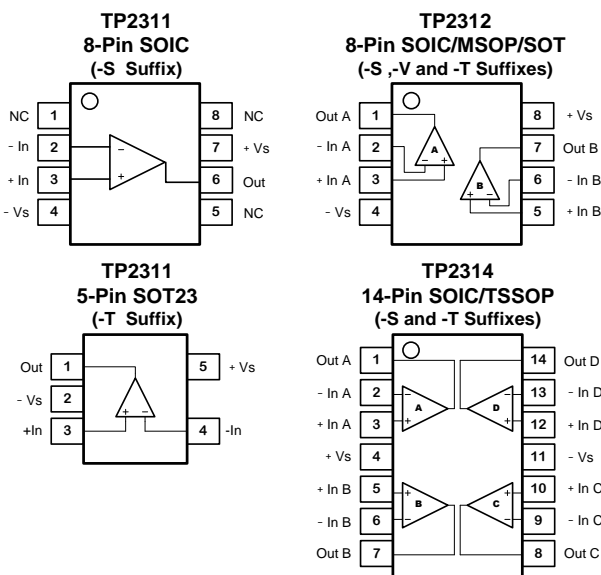 TP2311
8-Pin SOIC
(-S Suffix)
NC 1 8 NC
- In 2 − 7 + Vs
+ In 3 + 6 Out
- Vs 4 5 NC
TP2312
8-Pin SOIC/MSOP/SOT
(-S ,-V and -T Suffixes)
Out A 1 8 + Vs
- In A 2 A − + 7 Out B
+ In A 3 B + − 6 - In B
- Vs 4 5 + In B
TP2311
5-Pin SOT23
(-T Suffix)
Out 1 5 + Vs
- Vs 2
+In 3 + − 4 -In
TP2314
14-Pin SOIC/TSSOP
(-S and -T Suffixes)
Out A 1 14 Out D
- In A 2 − − 13 - In D
A D
+ In A 3 + + 12 + In D
+ Vs 4 11 - Vs
+ In B 5 + + 10 + In C
B C
- In B 6 − − 9 - In C
Out B 7 8 Out C